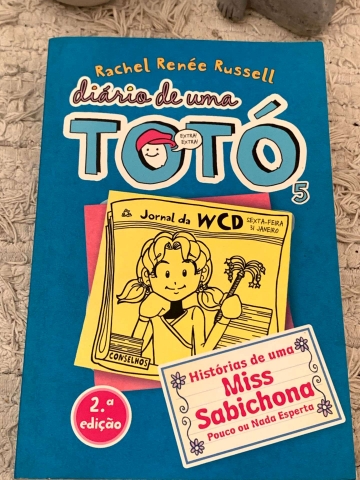 Rachel Renée Russell
diário de uma
TOTÓ
EXTRA!
EXTRA!
5
Jornal da WCD
SEXTA-FEIRA
31 JANEIRO
CONSELHOS
2.ª
edição
Histórias de uma
Miss
Sabichona
Pouco ou Nada Esperta